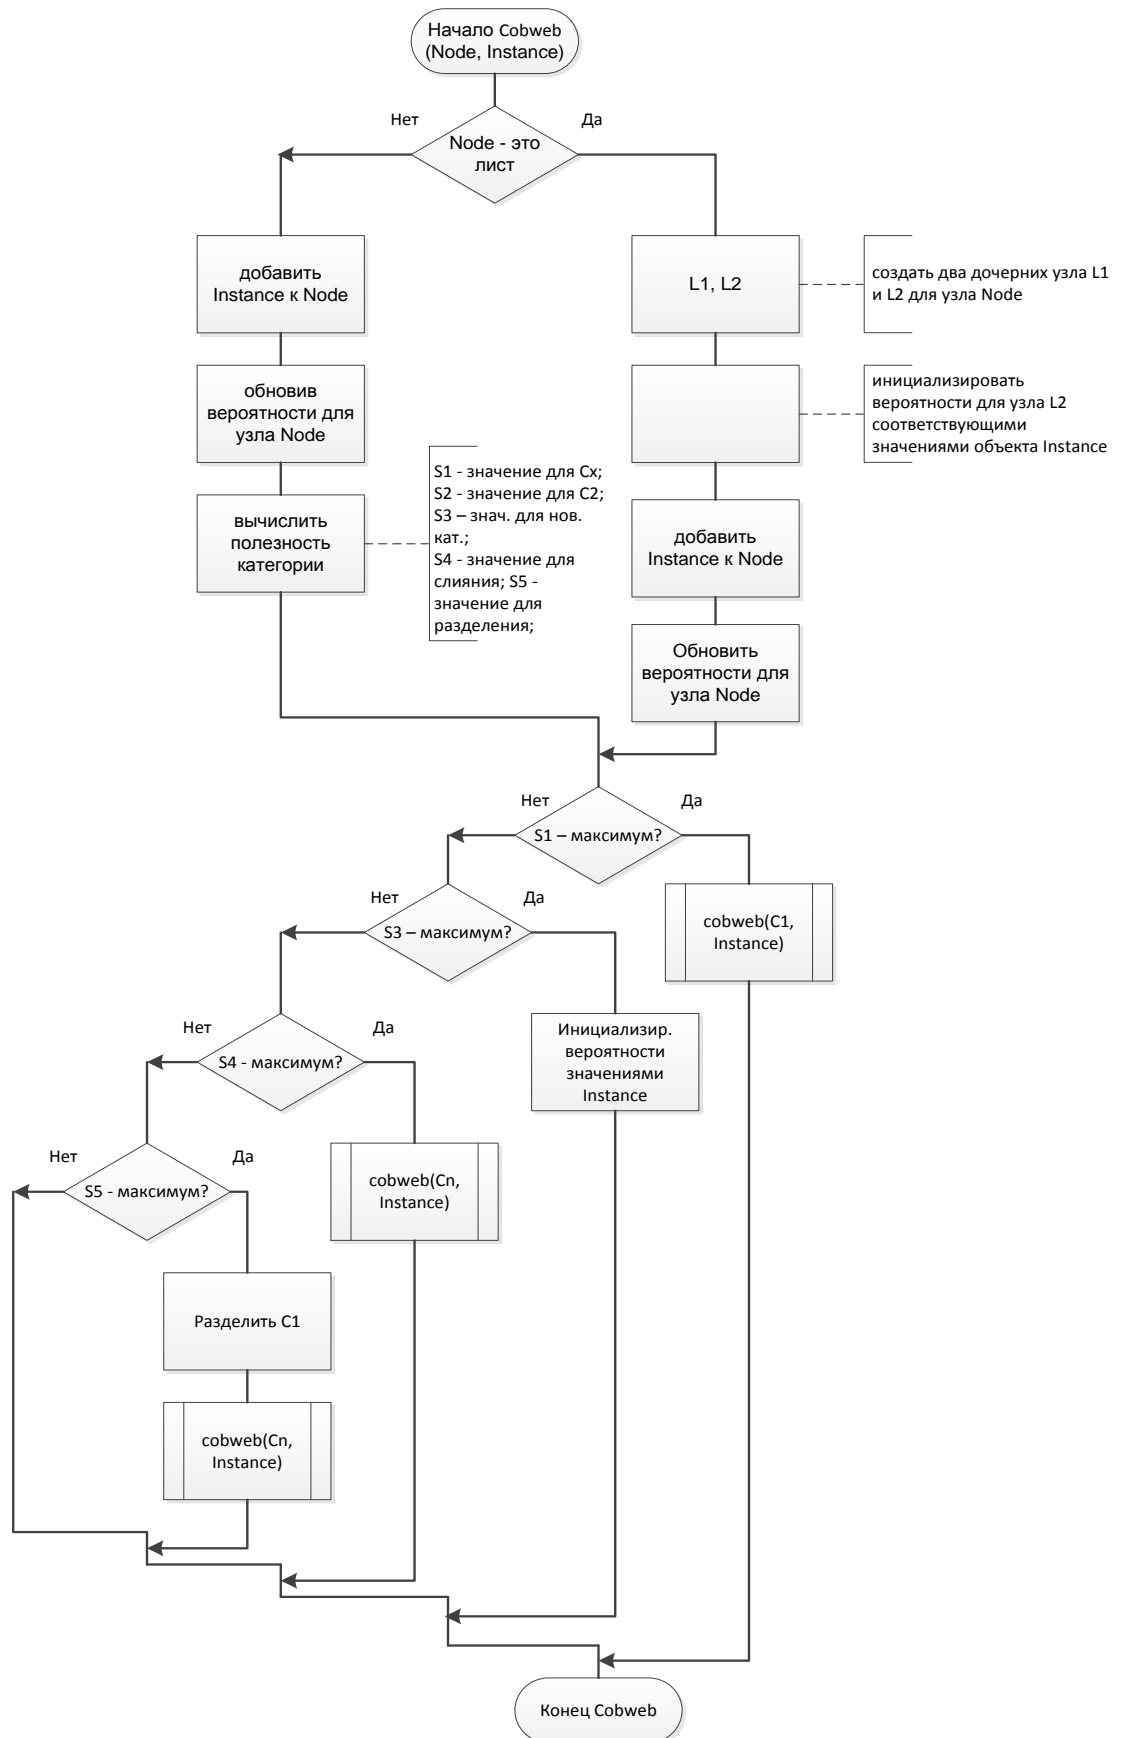 Начало Cobweb
(Node, Instance)
Нет
Да
Node - это
лист
добавить
Instance к Node
L1, L2
создать два дочерних узла L1
и L2 для узла Node
обновив
вероятности для
узла Node
инициализировать
вероятности для узла L2
соответствующими
значениями объекта Instance
S1 - значение для Cx;
S2 - значение для C2;
S3 – знач. для нов.
кат.;
S4 - значение для
слияния; S5 -
значение для
разделения;
вычислить
полезность
категории
добавить
Instance к Node
Обновить
вероятности для
узла Node
Нет
Да
S1 – максимум?
Нет
Да
S3 – максимум?
cobweb(C1,
Instance)
Нет
Да
S4 - максимум?
Инициализир.
вероятности
значениями
Instance
Нет
Да
S5 - максимум?
cobweb(Cn,
Instance)
Разделить C1
cobweb(Cn,
Instance)
Конец Cobweb